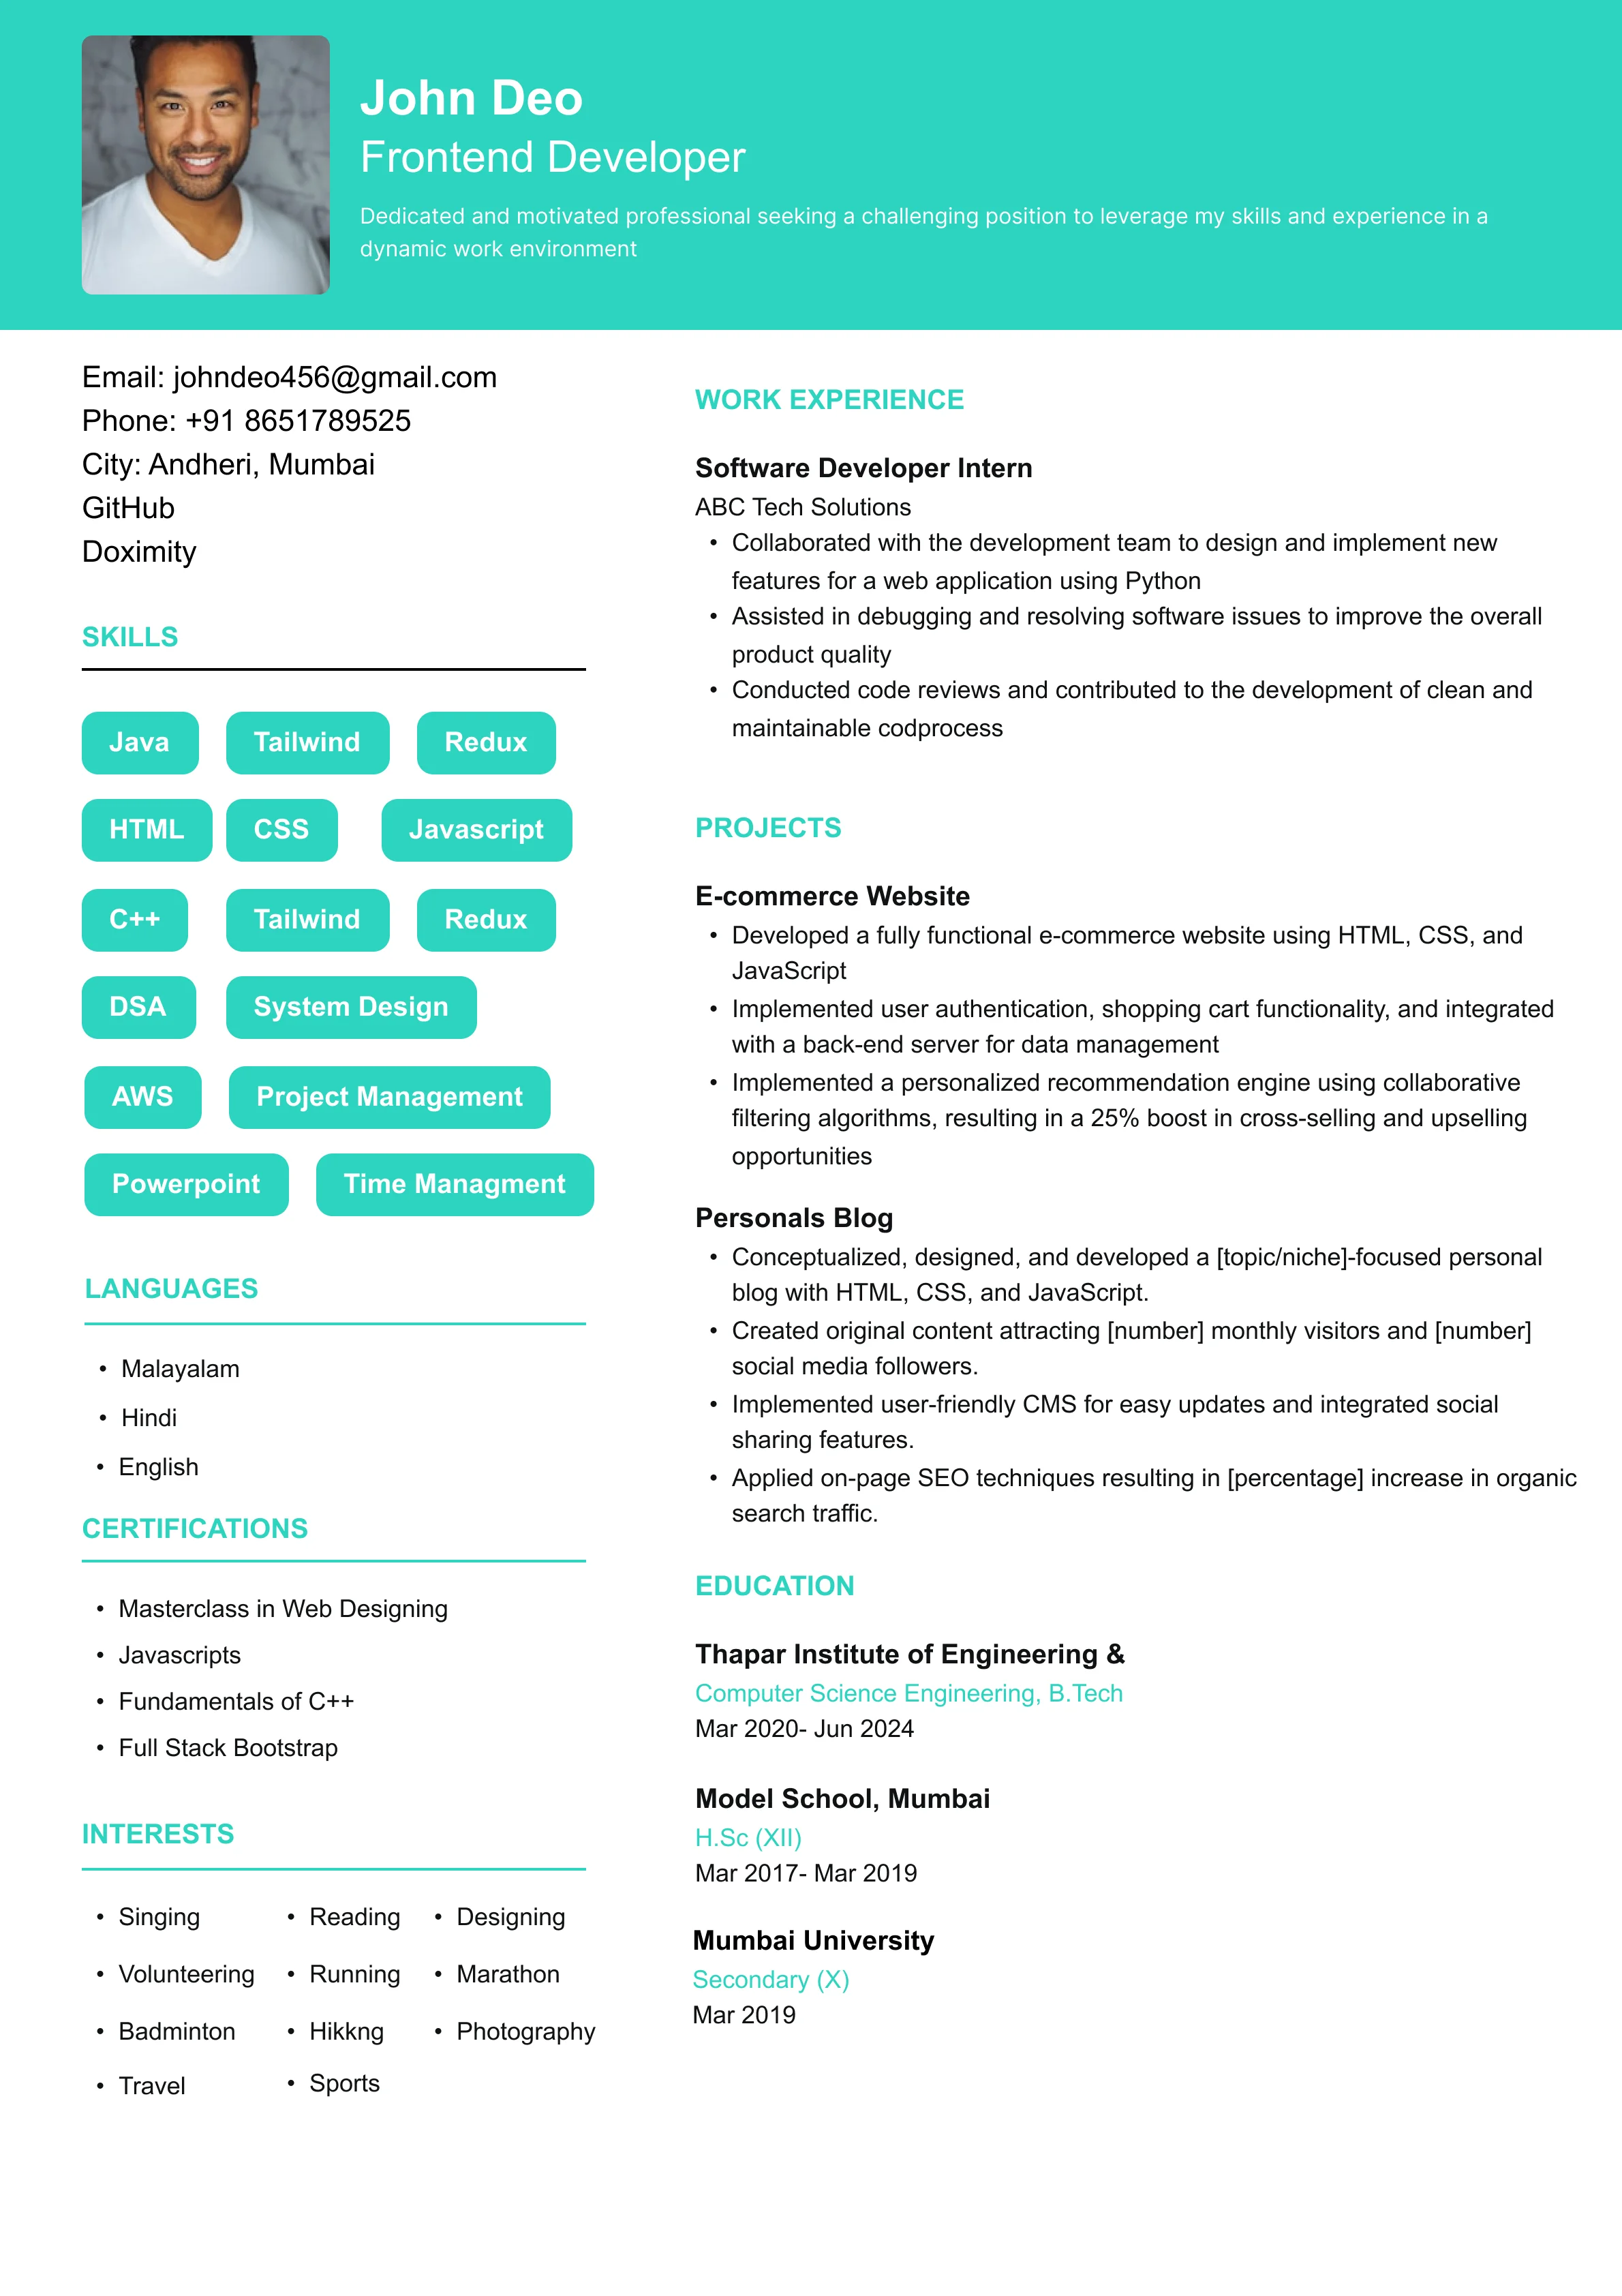 John Deo
Frontend Developer
Dedicated and motivated professional seeking a challenging position to leverage my skills and experience in a
dynamic work environment
Email: johndeo456@gmail.com
Phone: +91 8651789525
City: Andheri, Mumbai
GitHub
Doximity
SKILLS
Java Tailwind Redux
HTML CSS Javascript
C++ Tailwind Redux
DSA System Design
AWS Project Management
Powerpoint Time Managment
LANGUAGES
• Malayalam
• Hindi
• English
CERTIFICATIONS
• Masterclass in Web Designing
• Javascripts
• Fundamentals of C++
• Full Stack Bootstrap
INTERESTS
• Singing • Reading • Designing
• Volunteering • Running • Marathon
• Badminton • Hikkng • Photography
• Travel • Sports
WORK EXPERIENCE
Software Developer Intern
ABC Tech Solutions
• Collaborated with the development team to design and implement new
features for a web application using Python
• Assisted in debugging and resolving software issues to improve the overall
product quality
• Conducted code reviews and contributed to the development of clean and
maintainable codprocess
PROJECTS
E-commerce Website
• Developed a fully functional e-commerce website using HTML, CSS, and
JavaScript
• Implemented user authentication, shopping cart functionality, and integrated
with a back-end server for data management
• Implemented a personalized recommendation engine using collaborative
filtering algorithms, resulting in a 25% boost in cross-selling and upselling
opportunities
Personals Blog
• Conceptualized, designed, and developed a [topic/niche]-focused personal
blog with HTML, CSS, and JavaScript.
• Created original content attracting [number] monthly visitors and [number]
social media followers.
• Implemented user-friendly CMS for easy updates and integrated social
sharing features.
• Applied on-page SEO techniques resulting in [percentage] increase in organic
search traffic.
EDUCATION
Thapar Institute of Engineering &
Computer Science Engineering, B.Tech
Mar 2020- Jun 2024
Model School, Mumbai
H.Sc (XII)
Mar 2017- Mar 2019
Mumbai University
Secondary (X)
Mar 2019